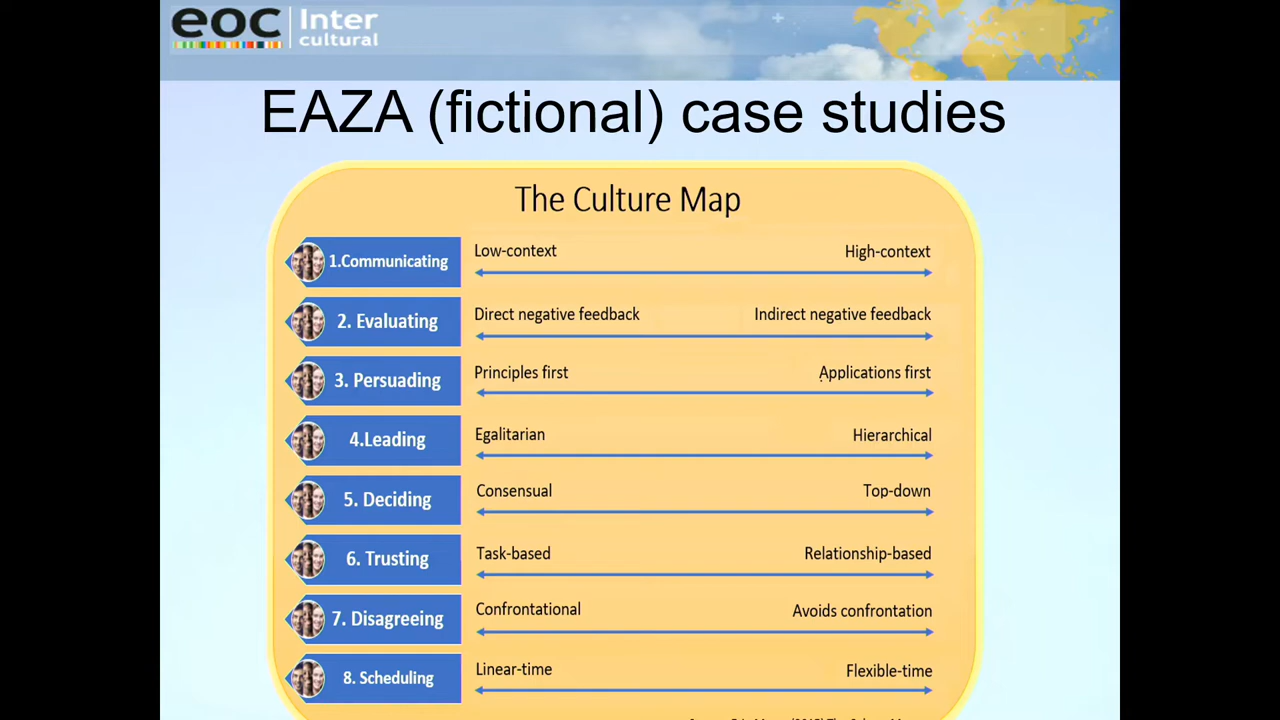 eoc Inter
cultural
EAZA (fictional) case studies
The Culture Map
1.Communicating Low-context High-context
2. Evaluating Direct negative feedback Indirect negative feedback
3. Persuading Principles first Applications first
4.Leading Egalitarian Hierarchical
5. Deciding Consensual Top-down
6. Trusting Task-based Relationship-based
7. Disagreeing Confrontational Avoids confrontation
8. Scheduling Linear-time Flexible-time